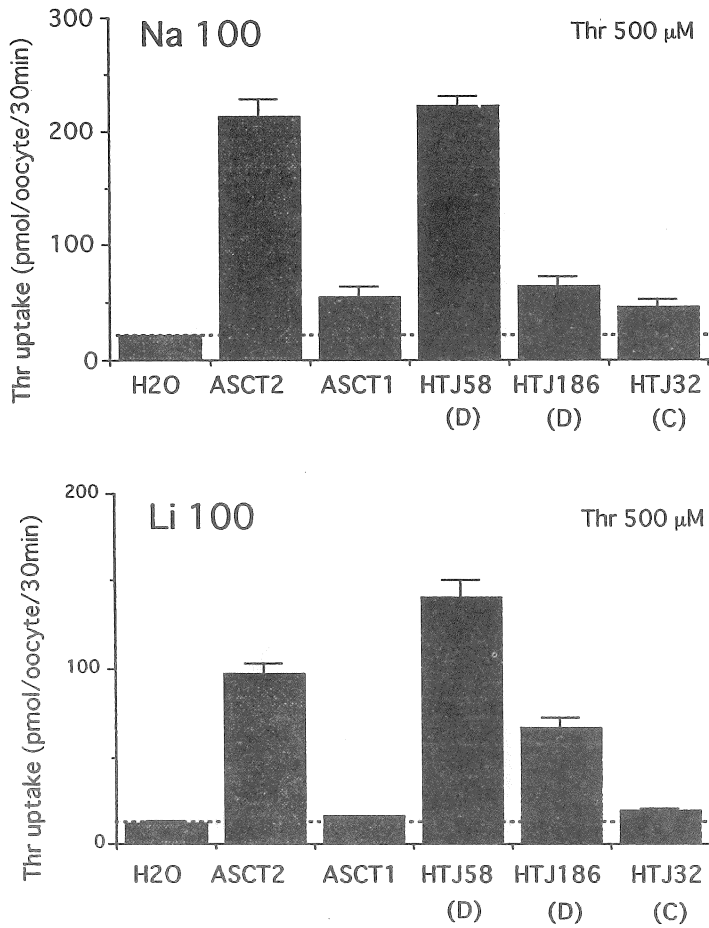 300
Na 100
Thr 500 μM
200
100
0
Thr uptake (pmol/oocyte/30min)
H2O ASCT2 ASCT1 HTJ58 HTJ186 HTJ32
(D) (D) (C)
200
Li 100
Thr 500 μM
100
0
Thr uptake (pmol/oocyte/30min)
H2O ASCT2 ASCT1 HTJ58 HTJ186 HTJ32
(D) (D) (C)